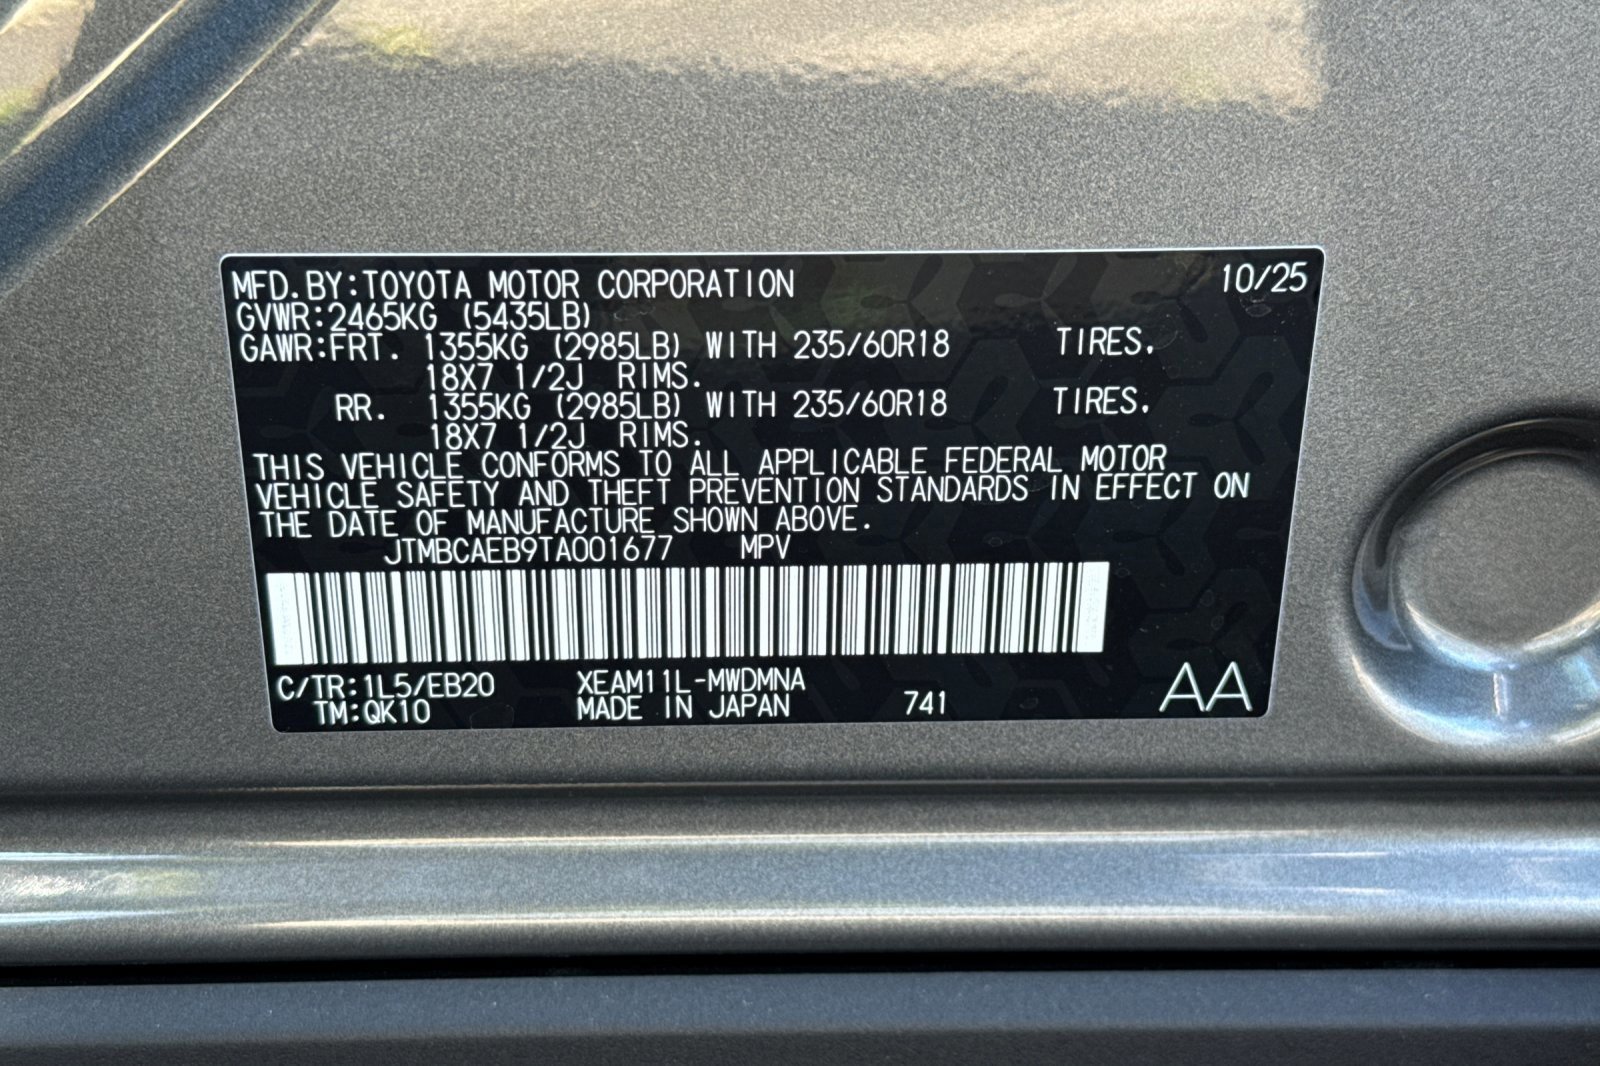 MFD.BY:TOYOTA MOTOR CORPORATION 10/25
GVWR:2465KG (5435LB)
GAWR:FRT. 1355KG (2985LB) WITH 235/60R18 TIRES.
18X7 1/2J RIMS.
RR. 1355KG (2985LB) WITH 235/60R18 TIRES.
18X7 1/2J RIMS.
THIS VEHICLE CONFORMS TO ALL APPLICABLE FEDERAL MOTOR
VEHICLE SAFETY AND THEFT PREVENTION STANDARDS IN EFFECT ON
THE DATE OF MANUFACTURE SHOWN ABOVE.
JTMBCAEB9TA001677 MPV
C/TR:1L5/EB20 XEAM11L-MWDMNA
TM:QK10 MADE IN JAPAN 741 AA